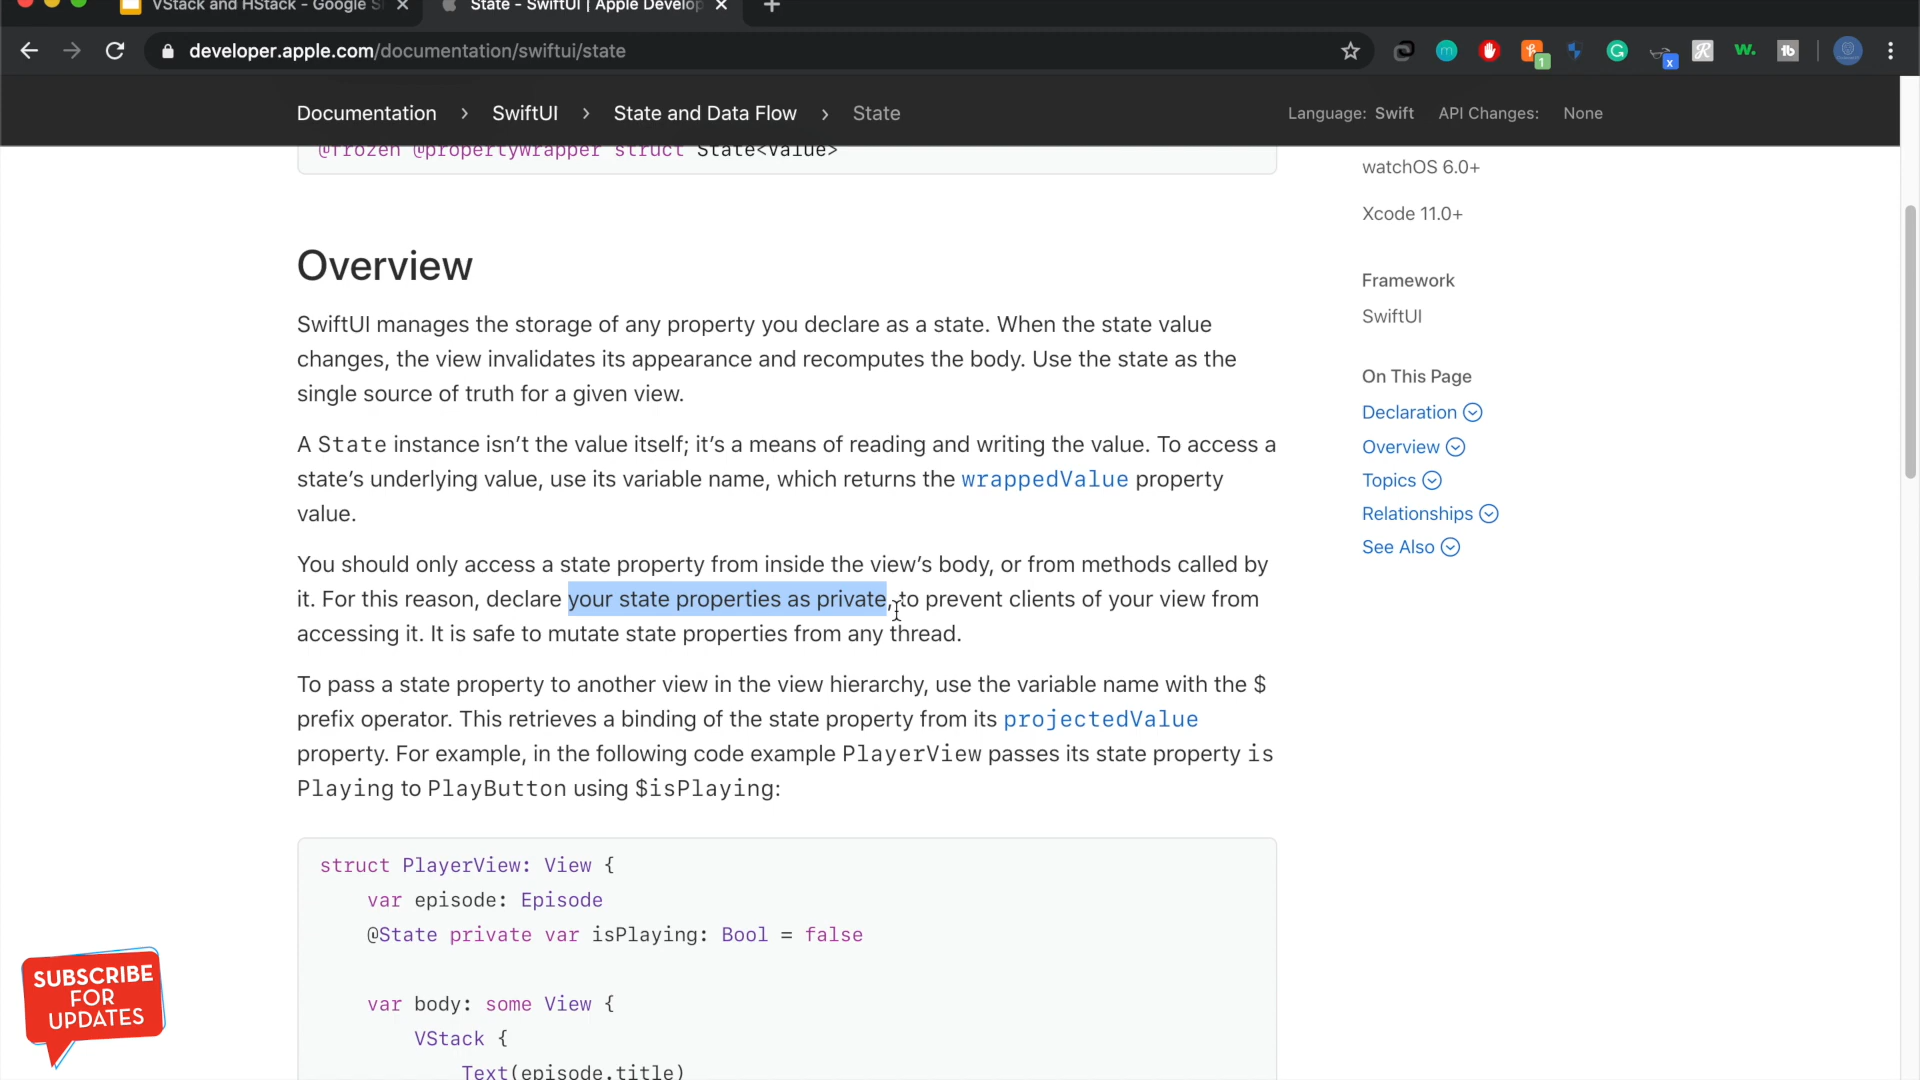 VStack and HStack - Google S
State - SwiftUI | Apple Develop
developer.apple.com/documentation/swiftui/state
Documentation > SwiftUI > State and Data Flow > State
Language: Swift API Changes: None
@frozen @propertyWrapper struct State<Value>
watchOS 6.0+
Xcode 11.0+
Overview
SwiftUI manages the storage of any property you declare as a state. When the state value
changes, the view invalidates its appearance and recomputes the body. Use the state as the
single source of truth for a given view.
A State instance isn’t the value itself; it’s a means of reading and writing the value. To access a
state’s underlying value, use its variable name, which returns the wrappedValue property
value.
You should only access a state property from inside the view’s body, or from methods called by
it. For this reason, declare your state properties as private, to prevent clients of your view from
accessing it. It is safe to mutate state properties from any thread.
To pass a state property to another view in the view hierarchy, use the variable name with the $
prefix operator. This retrieves a binding of the state property from its projectedValue
property. For example, in the following code example PlayerView passes its state property is
Playing to PlayButton using $isPlaying:
struct PlayerView: View {
var episode: Episode
@State private var isPlaying: Bool = false
var body: some View {
VStack {
Text(episode.title)
Framework
SwiftUI
On This Page
Declaration
Overview
Topics
Relationships
See Also
SUBSCRIBE
FOR
UPDATES